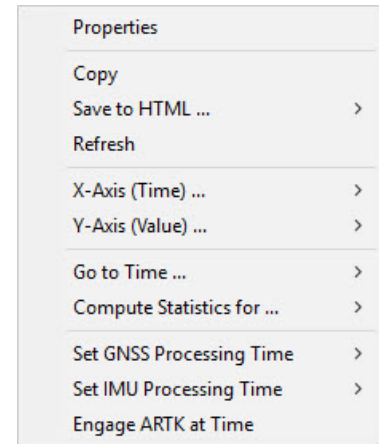 Properties
Copy
Save to HTML ...
Refresh
X-Axis (Time) ...
Y-Axis (Value) ...
Go to Time ...
Compute Statistics for ...
Set GNSS Processing Time
Set IMU Processing Time
Engage ARTK at Time